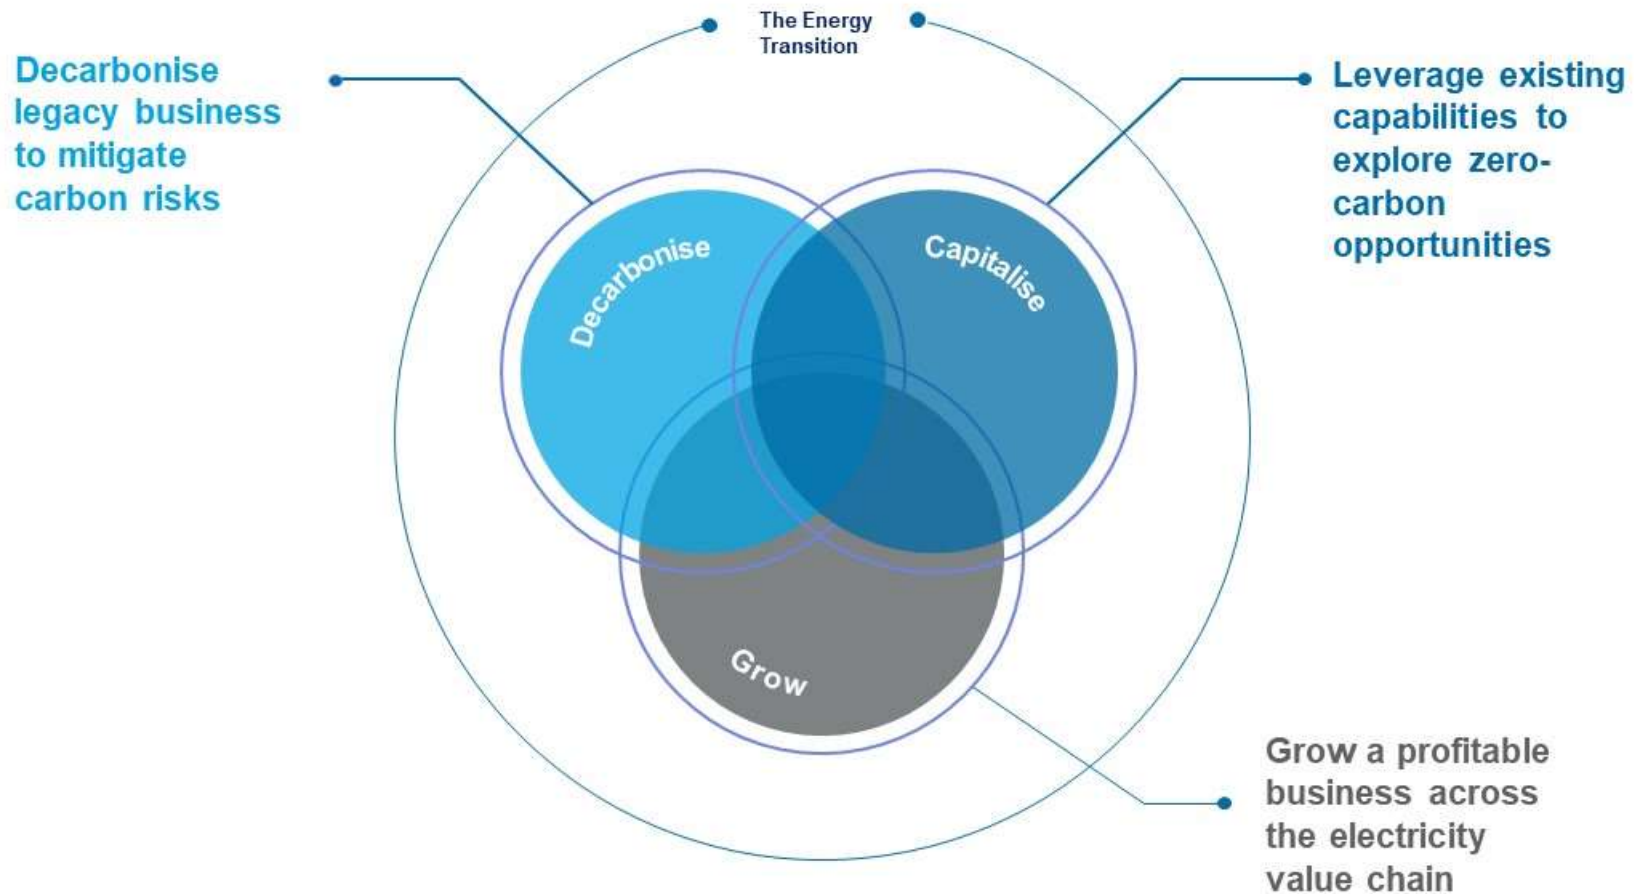 The Energy
Transition
Decarbonise
legacy business
to mitigate
carbon risks
Leverage existing
capabilities to
explore zero-
carbon
opportunities
Decarbonise
Capitalise
Grow
Grow a profitable
business across
the electricity
value chain